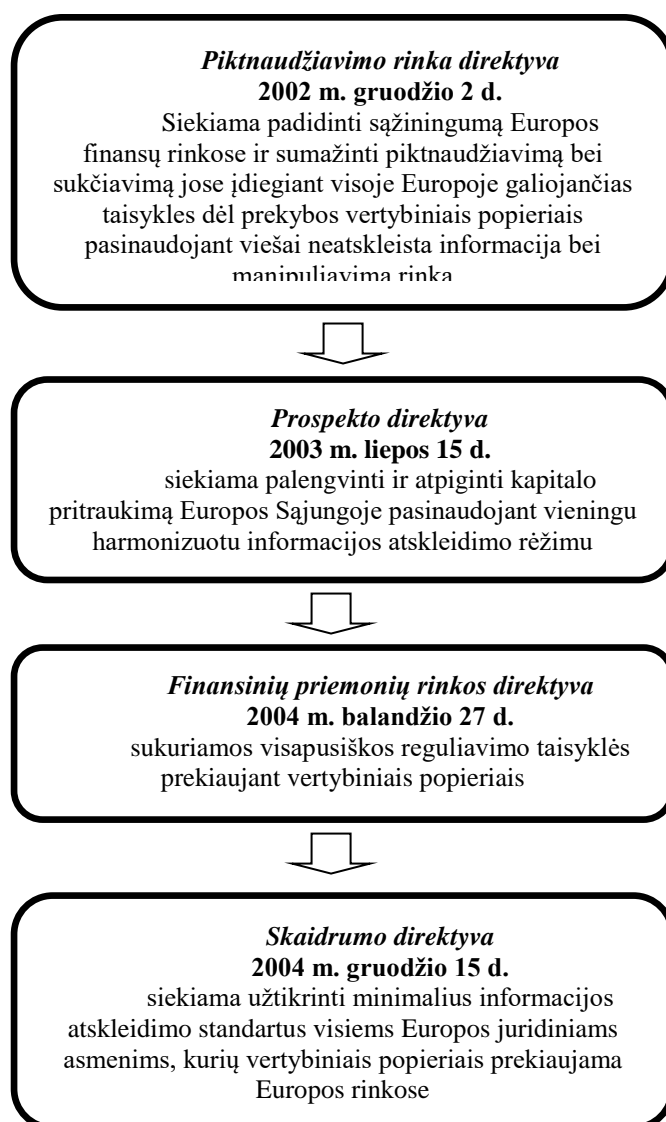 Piktnaudžiavimo rinka direktyva
2002 m. gruodžio 2 d.
Siekiama padidinti sąžiningumą Europos
finansų rinkose ir sumažinti piktnaudžiavimą bei
sukčiavimą jose įdiegiant visoje Europoje galiojančias
taisykles dėl prekybos vertybiniais popieriais
pasinaudojant viešai neatskleista informacija bei
manipuliavimą rinka
Prospekto direktyva
2003 m. liepos 15 d.
siekiama palengvinti ir atpiginti kapitalo
pritraukimą Europos Sąjungoje pasinaudojant vieningu
harmonizuotu informacijos atskleidimo rėžimu
Finansinių priemonių rinkos direktyva
2004 m. balandžio 27 d.
sukuriamos visapusiškos reguliavimo taisyklės
prekiaujant vertybiniais popieriais
Skaidrumo direktyva
2004 m. gruodžio 15 d.
siekiama užtikrinti minimalius informacijos
atskleidimo standartus visiems Europos juridiniams
asmenims, kurių vertybiniais popieriais prekiaujama
Europos rinkose